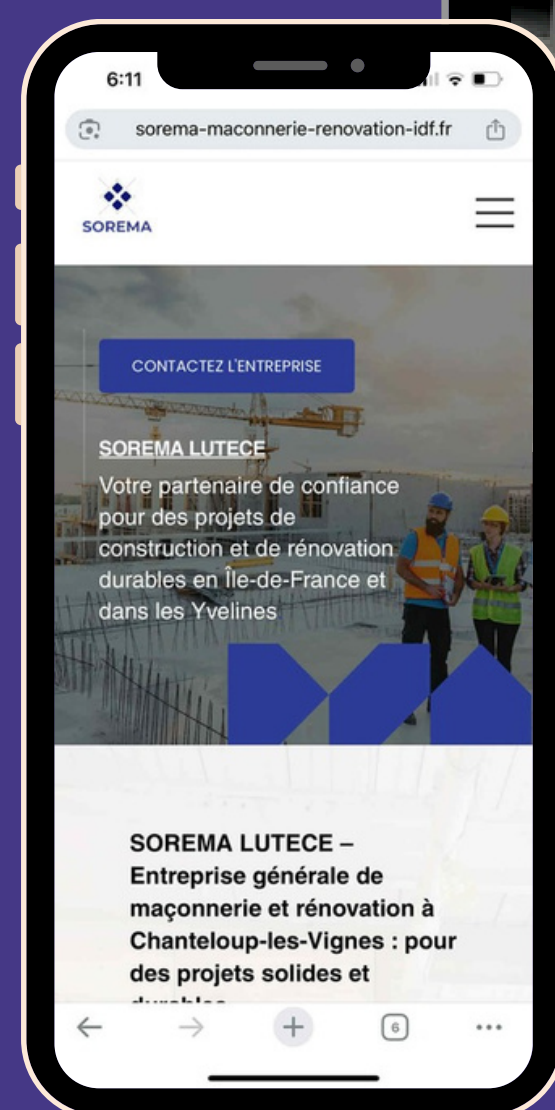 6:11
sorema-maconnerie-renovation-idf.fr
SOREMA
CONTACTEZ L'ENTREPRISE
SOREMA LUTECE
Votre partenaire de confiance
pour des projets de
construction et de rénovation
durables en Île-de-France et
dans les Yvelines
SOREMA LUTECE –
Entreprise générale de
maçonnerie et rénovation à
Chanteloup-les-Vignes : pour
des projets solides et
6